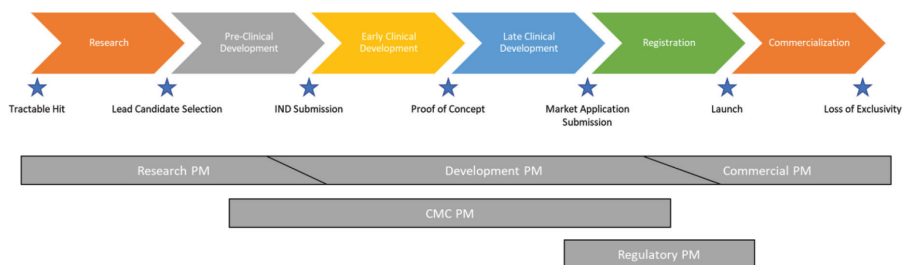 Research
Pre-Clinical
Development
Early Clinical
Development
Late Clinical
Development
Registration
Commercialization
Tractable Hit
Lead Candidate Selection
IND Submission
Proof of Concept
Market Application
Submission
Launch
Loss of Exclusivity
Research PM
Development PM
Commercial PM
CMC PM
Regulatory PM